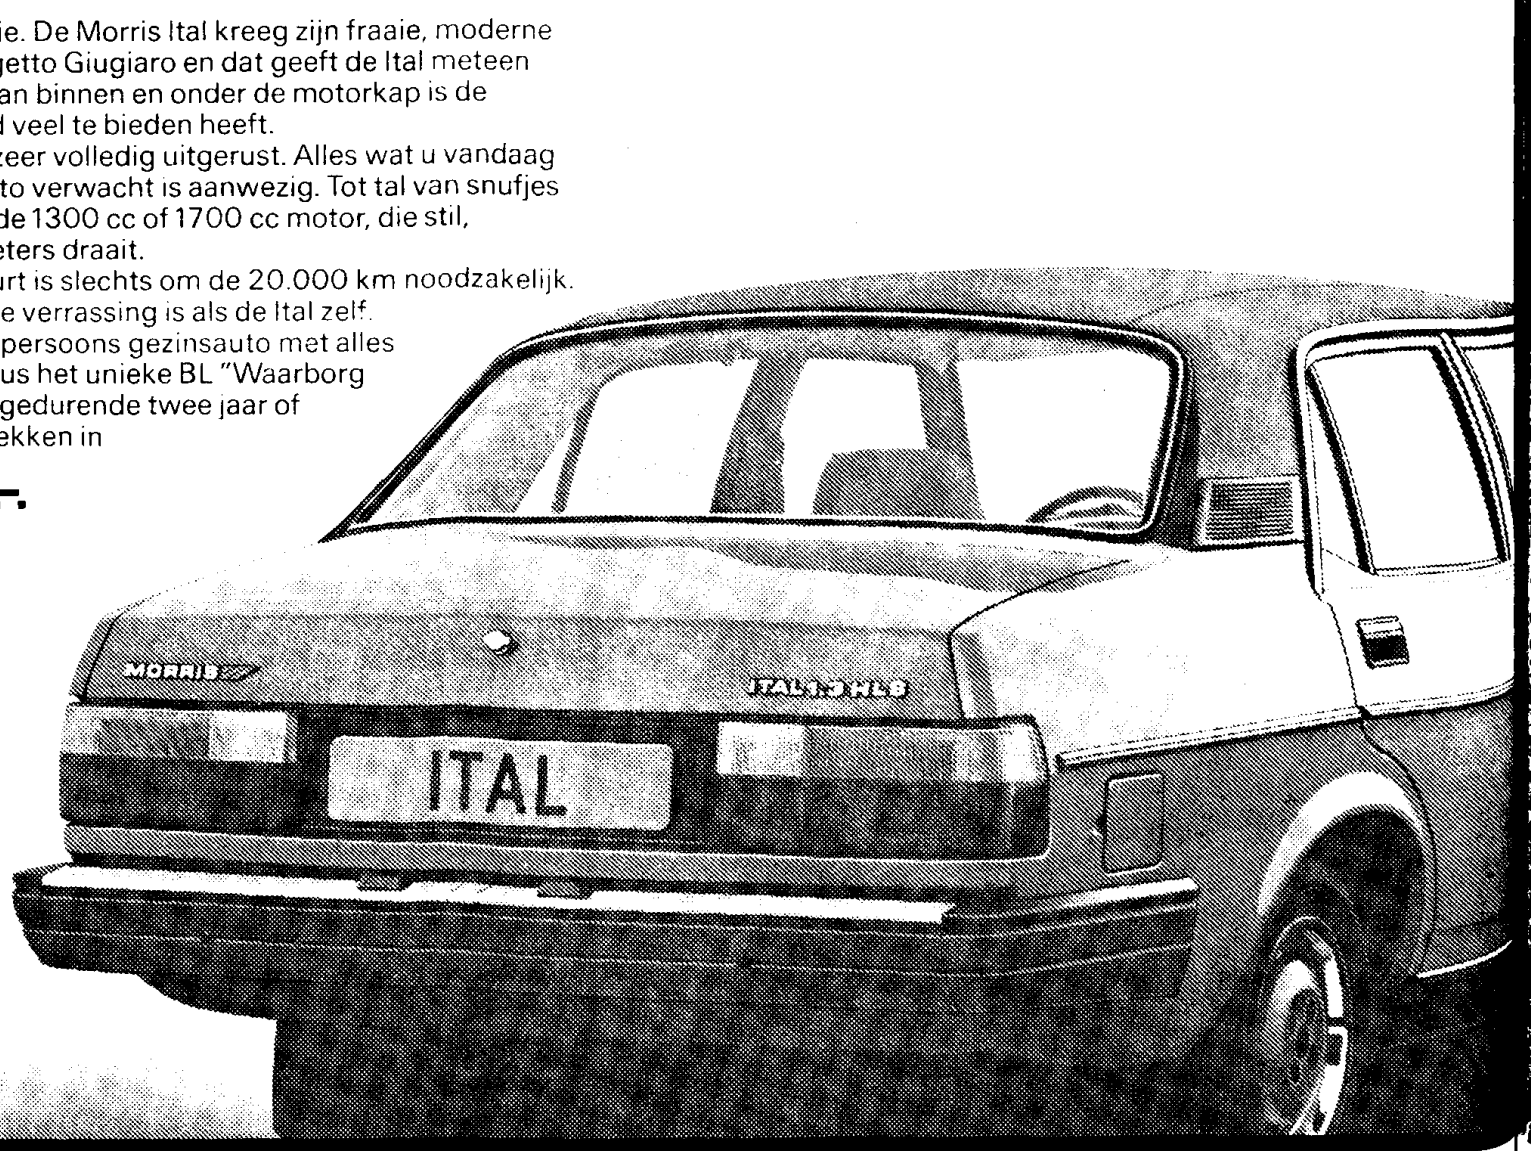 ie. De Morris Ital kreeg zijn fraaie, moderne
getto Giugiaro en dat geeft de Ital meteen
an binnen en onder de motorkap is de
d veel te bieden heeft.
zeer volledig uitgerust. Alles wat u vandaag
to verwacht is aanwezig. Tot tal van snufjes
de 1300 cc of 1700 cc motor, die stil,
eters draait.
urt is slechts om de 20.000 km noodzakelijk.
e verrassing is als de Ital zelf.
persoons gezinsauto met alles
us het unieke BL "Waarborg
gedurende twee jaar of
ekken in
MORRIS
ITAL 1.3 HLS
ITAL